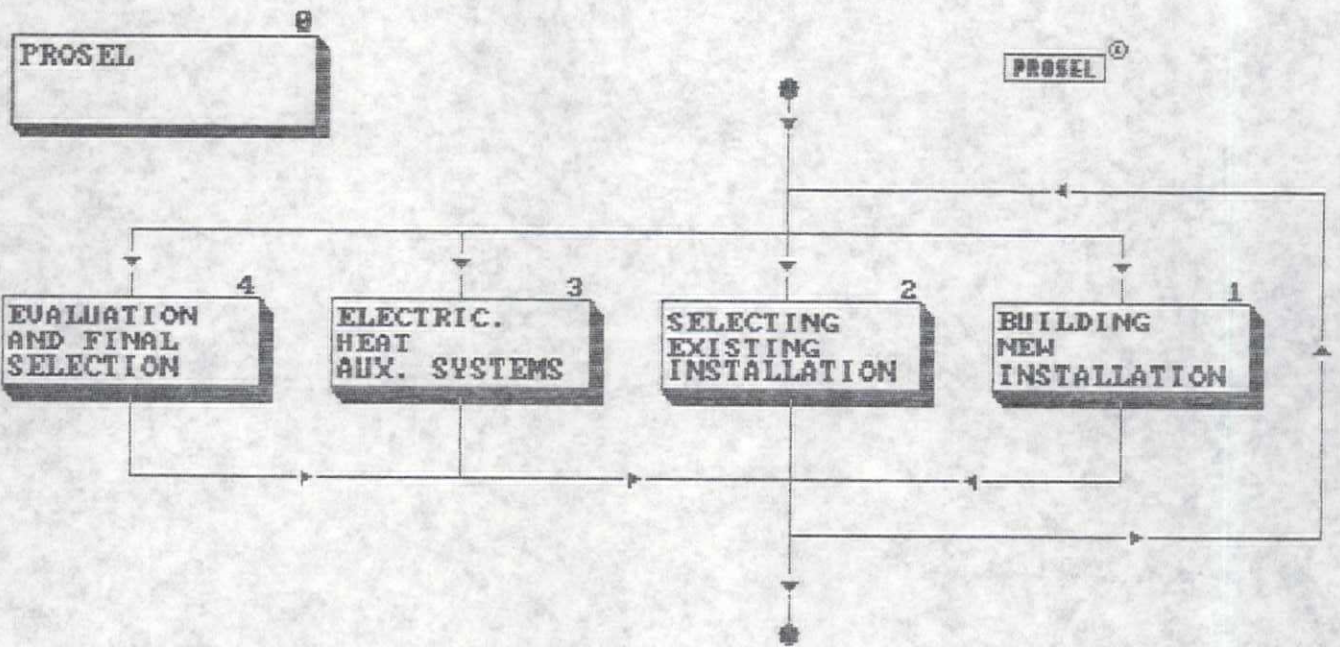 0
PROSEL
PROSEL ©
4
EVALUATION
AND FINAL
SELECTION
3
ELECTRIC.
HEAT
AUX. SYSTEMS
2
SELECTING
EXISTING
INSTALLATION
1
BUILDING
NEW
INSTALLATION